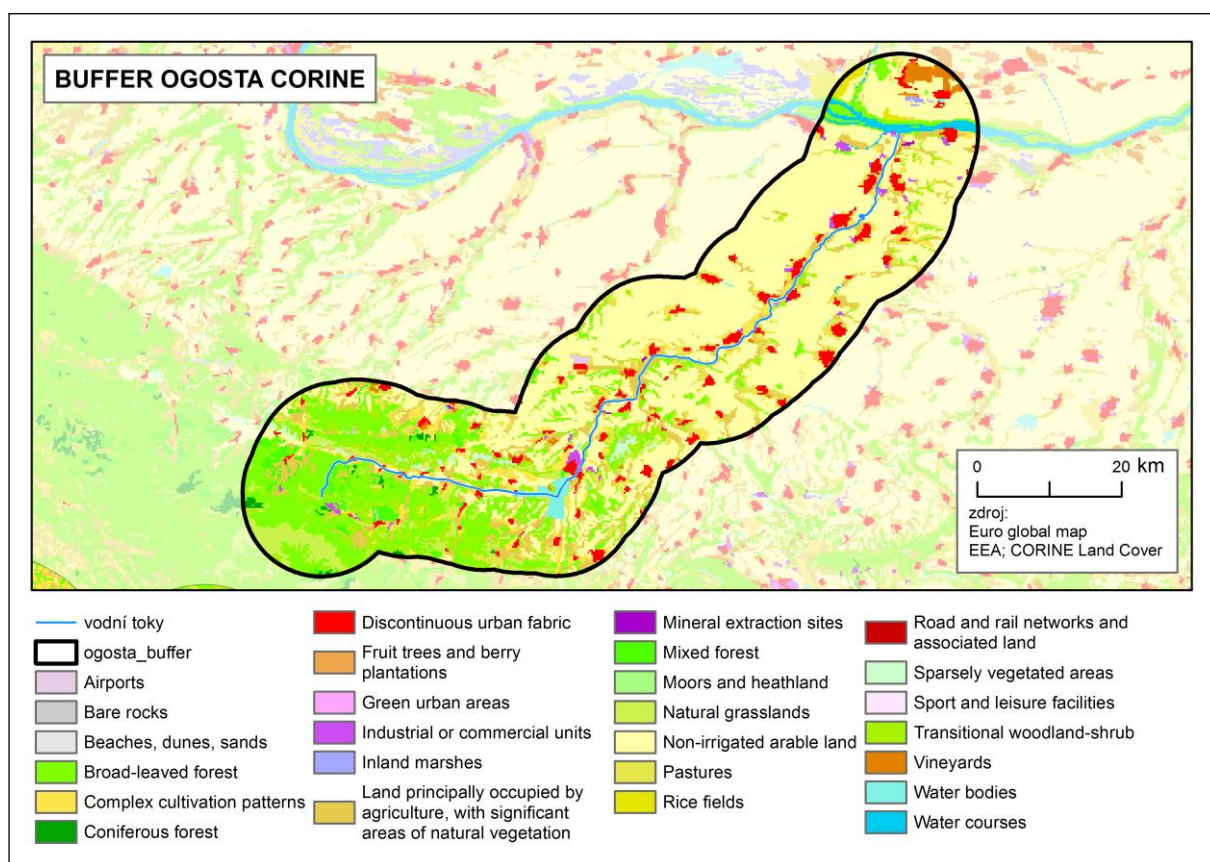 BUFFER OGOSTA CORINE
0 20 km
zdroj:
Euro global map
EEA; CORINE Land Cover
vodní toky
ogosta_buffer
Airports
Bare rocks
Beaches, dunes, sands
Broad-leaved forest
Complex cultivation patterns
Coniferous forest
Discontinuous urban fabric
Fruit trees and berry
plantations
Green urban areas
Industrial or commercial units
Inland marshes
Land principally occupied by
agriculture, with significant
areas of natural vegetation
Mineral extraction sites
Mixed forest
Moors and heathland
Natural grasslands
Non-irrigated arable land
Pastures
Rice fields
Road and rail networks and
associated land
Sparsely vegetated areas
Sport and leisure facilities
Transitional woodland-shrub
Vineyards
Water bodies
Water courses